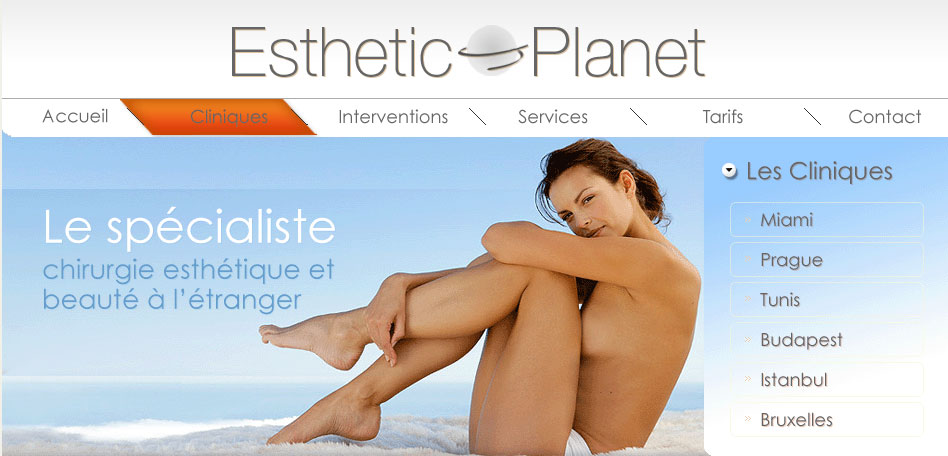 Esthetic Planet
Accueil Cliniques Interventions Services Tarifs Contact
Le spécialiste
chirurgie esthétique et
beauté à l'étranger
Les Cliniques
Miami
Prague
Tunis
Budapest
Istanbul
Bruxelles